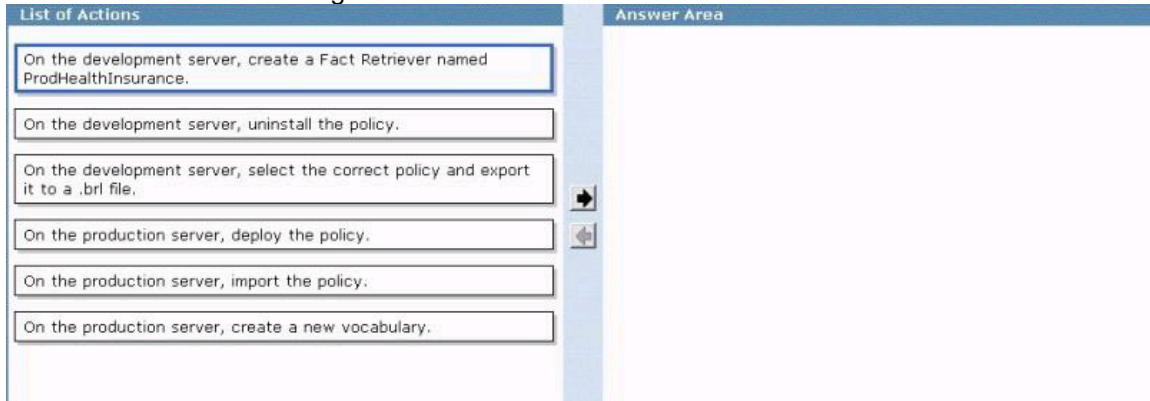 List of Actions
Answer Area
On the development server, create a Fact Retriever named
ProdHealthInsurance.
On the development server, uninstall the policy.
On the development server, select the correct policy and export
it to a .brl file.
On the production server, deploy the policy.
On the production server, import the policy.
On the production server, create a new vocabulary.